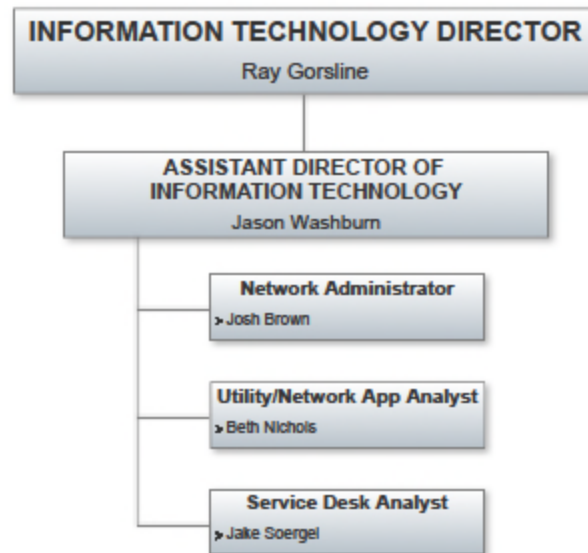 INFORMATION TECHNOLOGY DIRECTOR
Ray Gorsline
ASSISTANT DIRECTOR OF
INFORMATION TECHNOLOGY
Jason Washburn
Network Administrator
Josh Brown
Utility/Network App Analyst
Beth Nichols
Service Desk Analyst
Jake Soergel